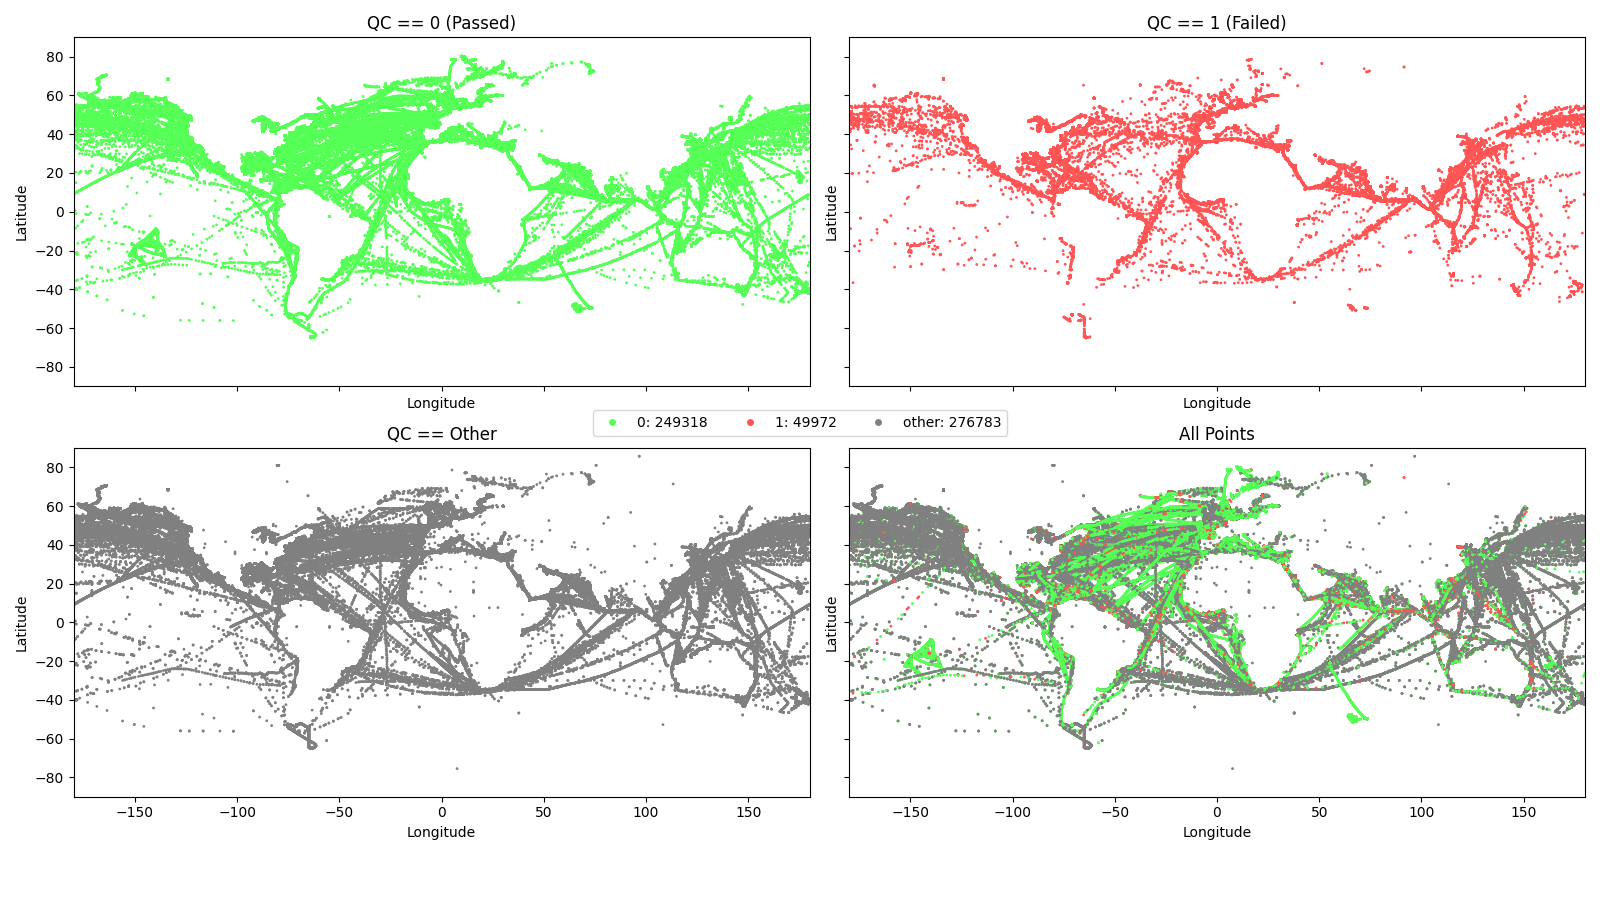 QC == 0 (Passed)
QC == 1 (Failed)
80
60
40
20
0
−20
−40
−60
−80
Latitude
Latitude
Longitude
Longitude
0: 249318 1: 49972 other: 276783
QC == Other
All Points
80
60
40
20
0
−20
−40
−60
−80
Latitude
Latitude
−150 −100 −50 0 50 100 150
−150 −100 −50 0 50 100 150
Longitude
Longitude